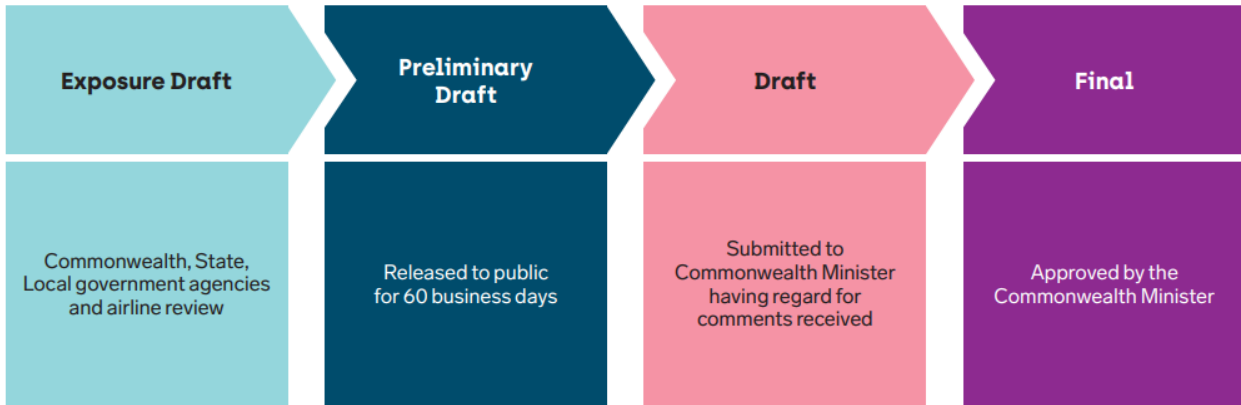 Exposure Draft
Preliminary
Draft
Draft
Final
Commonwealth, State,
Local government agencies
and airline review
Released to public
for 60 business days
Submitted to
Commonwealth Minister
having regard for
comments received
Approved by the
Commonwealth Minister